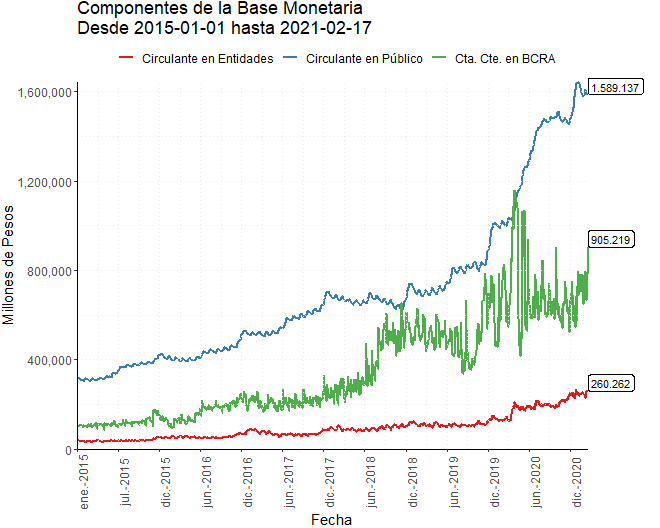 Componentes de la Base Monetaria
Desde 2015-01-01 hasta 2021-02-17
Circulante en Entidades
Circulante en Público
Cta. Cte. en BCRA
Millones de Pesos
1,600,000
1,200,000
800,000
400,000
0
1.589.137
905.219
260.262
ene.-2015
jul.-2015
dic.-2015
jun.-2016
dic.-2016
jun.-2017
dic.-2017
jun.-2018
dic.-2018
jun.-2019
dic.-2019
jun.-2020
dic.-2020
Fecha